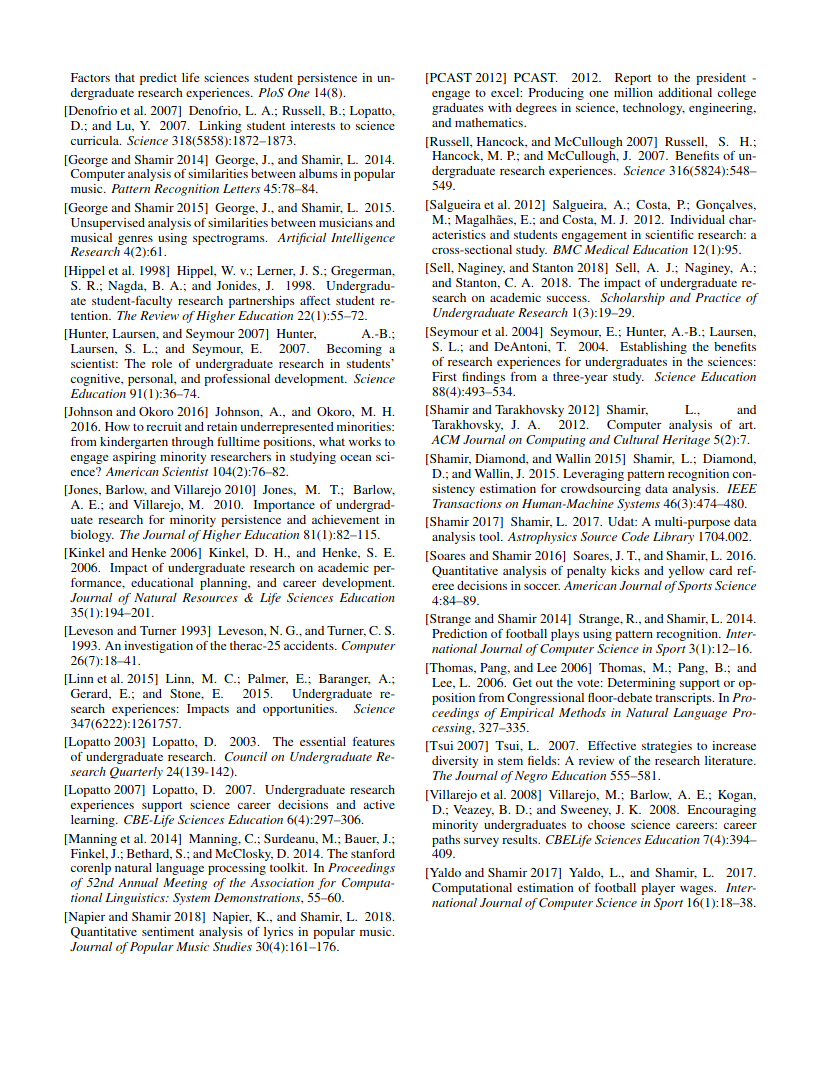 Factors that predict life sciences student persistence in un-
dergraduate research experiences. PloS One 14(8).
[Denofrio et al. 2007] Denofrio, L. A.; Russell, B.; Lopatto,
D.; and Lu, Y. 2007. Linking student interests to science
curricula. Science 318(5858):1872–1873.
[George and Shamir 2014] George, J., and Shamir, L. 2014.
Computer analysis of similarities between albums in popular
music. Pattern Recognition Letters 45:78–84.
[George and Shamir 2015] George, J., and Shamir, L. 2015.
Unsupervised analysis of similarities between musicians and
musical genres using spectrograms. Artificial Intelligence
Research 4(2):61.
[Hippel et al. 1998] Hippel, W. v.; Lerner, J. S.; Gregerman,
S. R.; Nagda, B. A.; and Jonides, J. 1998. Undergradu-
ate student-faculty research partnerships affect student re-
tention. The Review of Higher Education 22(1):55–72.
[Hunter, Laursen, and Seymour 2007] Hunter, A.-B.;
Laursen, S. L.; and Seymour, E. 2007. Becoming a
scientist: The role of undergraduate research in students'
cognitive, personal, and professional development. Science
Education 91(1):36–74.
[Johnson and Okoro 2016] Johnson, A., and Okoro, M. H.
2016. How to recruit and retain underrepresented minorities:
from kindergarten through fulltime positions, what works to
engage aspiring minority researchers in studying ocean sci-
ence? American Scientist 104(2):76–82.
[Jones, Barlow, and Villarejo 2010] Jones, M. T.; Barlow,
A. E.; and Villarejo, M. 2010. Importance of undergrad-
uate research for minority persistence and achievement in
biology. The Journal of Higher Education 81(1):82–115.
[Kinkel and Henke 2006] Kinkel, D. H., and Henke, S. E.
2006. Impact of undergraduate research on academic per-
formance, educational planning, and career development.
Journal of Natural Resources & Life Sciences Education
35(1):194–201.
[Leveson and Turner 1993] Leveson, N. G., and Turner, C. S.
1993. An investigation of the therac-25 accidents. Computer
26(7):18–41.
[Linn et al. 2015] Linn, M. C.; Palmer, E.; Baranger, A.;
Gerard, E.; and Stone, E. 2015. Undergraduate re-
search experiences: Impacts and opportunities. Science
347(6222):1261757.
[Lopatto 2003] Lopatto, D. 2003. The essential features
of undergraduate research. Council on Undergraduate Re-
search Quarterly 24(139-142).
[Lopatto 2007] Lopatto, D. 2007. Undergraduate research
experiences support science career decisions and active
learning. CBE-Life Sciences Education 6(4):297–306.
[Manning et al. 2014] Manning, C.; Surdeanu, M.; Bauer, J.;
Finkel, J.; Bethard, S.; and McClosky, D. 2014. The stanford
corenlp natural language processing toolkit. In Proceedings
of 52nd Annual Meeting of the Association for Computa-
tional Linguistics: System Demonstrations, 55–60.
[Napier and Shamir 2018] Napier, K., and Shamir, L. 2018.
Quantitative sentiment analysis of lyrics in popular music.
Journal of Popular Music Studies 30(4):161–176.
[PCAST 2012] PCAST. 2012. Report to the president -
engage to excel: Producing one million additional college
graduates with degrees in science, technology, engineering,
and mathematics.
[Russell, Hancock, and McCullough 2007] Russell, S. H.;
Hancock, M. P.; and McCullough, J. 2007. Benefits of un-
dergraduate research experiences. Science 316(5824):548–
549.
[Salgueira et al. 2012] Salgueira, A.; Costa, P.; Gonçalves,
M.; Magalhães, E.; and Costa, M. J. 2012. Individual char-
acteristics and students engagement in scientific research: a
cross-sectional study. BMC Medical Education 12(1):95.
[Sell, Naginey, and Stanton 2018] Sell, A. J.; Naginey, A.;
and Stanton, C. A. 2018. The impact of undergraduate re-
search on academic success. Scholarship and Practice of
Undergraduate Research 1(3):19–29.
[Seymour et al. 2004] Seymour, E.; Hunter, A.-B.; Laursen,
S. L.; and DeAntoni, T. 2004. Establishing the benefits
of research experiences for undergraduates in the sciences:
First findings from a three-year study. Science Education
88(4):493–534.
[Shamir and Tarakhovsky 2012] Shamir, L., and
Tarakhovsky, J. A. 2012. Computer analysis of art.
ACM Journal on Computing and Cultural Heritage 5(2):7.
[Shamir, Diamond, and Wallin 2015] Shamir, L.; Diamond,
D.; and Wallin, J. 2015. Leveraging pattern recognition con-
sistency estimation for crowdsourcing data analysis. IEEE
Transactions on Human-Machine Systems 46(3):474–480.
[Shamir 2017] Shamir, L. 2017. Udat: A multi-purpose data
analysis tool. Astrophysics Source Code Library 1704.002.
[Soares and Shamir 2016] Soares, J. T., and Shamir, L. 2016.
Quantitative analysis of penalty kicks and yellow card ref-
eree decisions in soccer. American Journal of Sports Science
4:84–89.
[Strange and Shamir 2014] Strange, R., and Shamir, L. 2014.
Prediction of football plays using pattern recognition. Inter-
national Journal of Computer Science in Sport 3(1):12–16.
[Thomas, Pang, and Lee 2006] Thomas, M.; Pang, B.; and
Lee, L. 2006. Get out the vote: Determining support or op-
position from Congressional floor-debate transcripts. In Pro-
ceedings of Empirical Methods in Natural Language Pro-
cessing, 327–335.
[Tsui 2007] Tsui, L. 2007. Effective strategies to increase
diversity in stem fields: A review of the research literature.
The Journal of Negro Education 555–581.
[Villarejo et al. 2008] Villarejo, M.; Barlow, A. E.; Kogan,
D.; Veazey, B. D.; and Sweeney, J. K. 2008. Encouraging
minority undergraduates to choose science careers: career
paths survey results. CBELife Sciences Education 7(4):394–
409.
[Yaldo and Shamir 2017] Yaldo, L., and Shamir, L. 2017.
Computational estimation of football player wages. Inter-
national Journal of Computer Science in Sport 16(1):18–38.